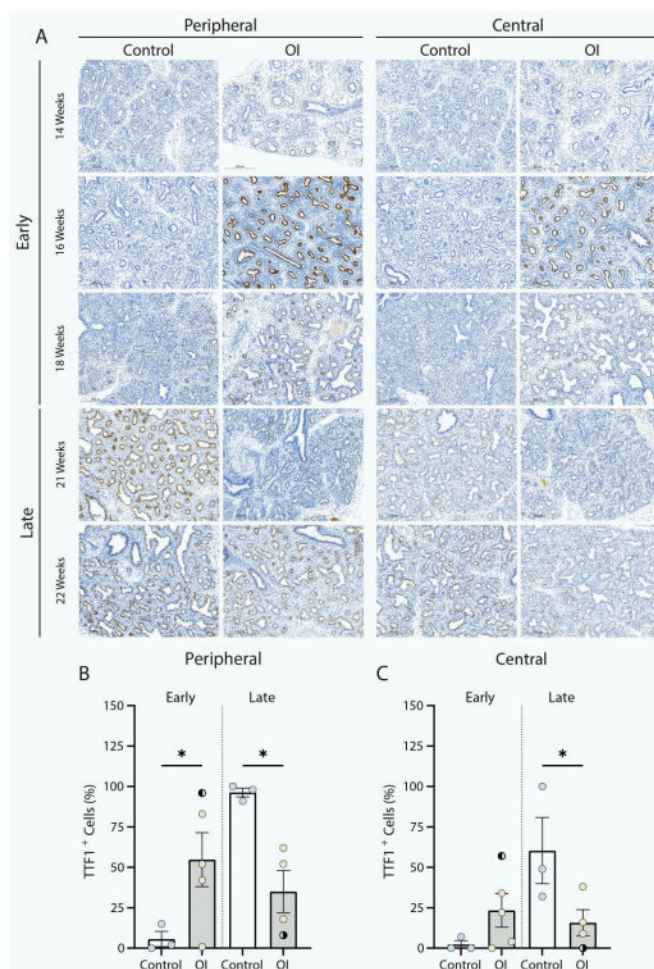 A
Peripheral
Central
Control
OI
Control
OI
Early
14 Weeks
16 Weeks
18 Weeks
Late
21 Weeks
22 Weeks
B
Peripheral
Early
Late
*
*
TTF1 + Cells (%)
150
100
75
50
25
0
Control
OI
Control
OI
C
Central
Early
Late
*
TTF1 + Cells (%)
150
100
75
50
25
0
Control
OI
Control
OI